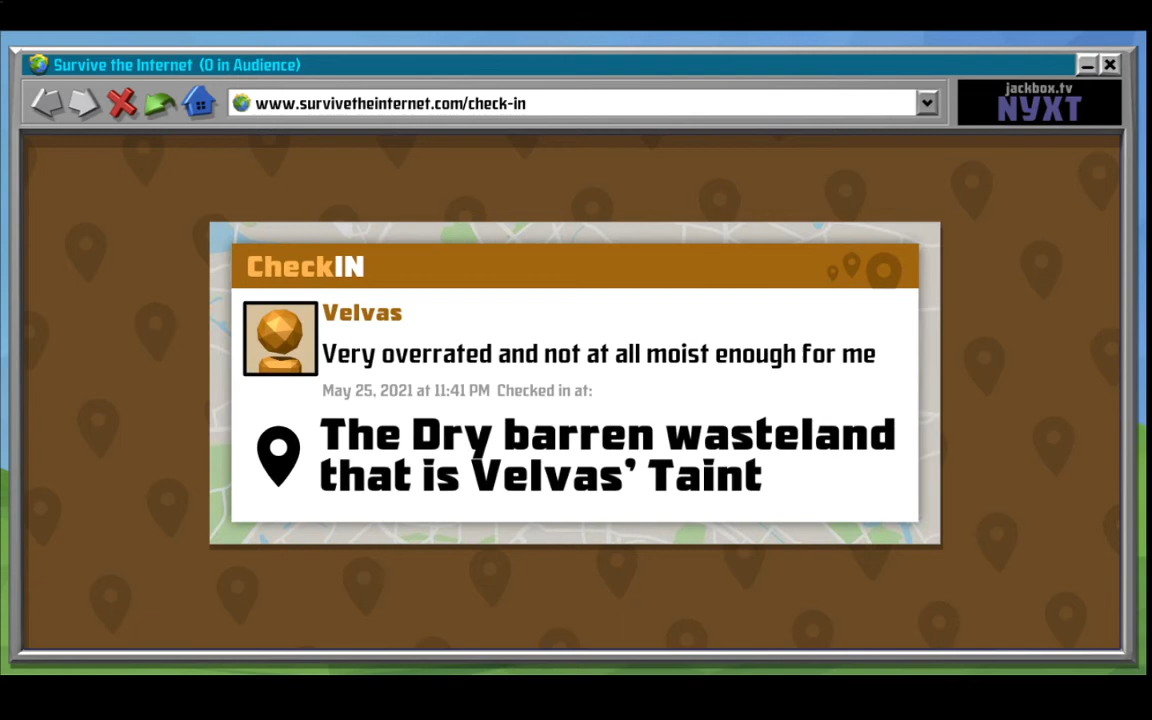 Survive the Internet (0 in Audience)
www.survivetheinternet.com/check-in
jackbox.tv
NYXT
CheckIN
Velvas
Very overrated and not at all moist enough for me
May 25, 2021 at 11:41 PM Checked in at:
The Dry barren wasteland
that is Velvas' Taint